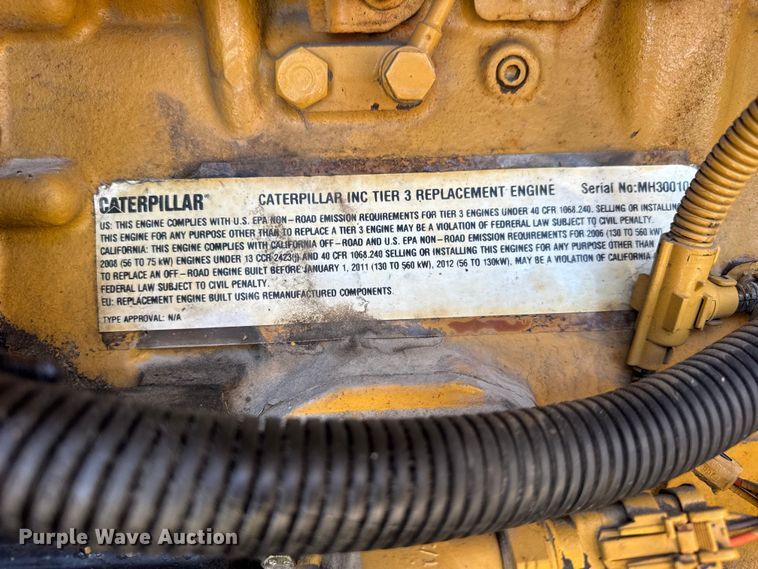 CATERPILLAR® CATERPILLAR INC TIER 3 REPLACEMENT ENGINE Serial No:MH30010
US: THIS ENGINE COMPLIES WITH U.S. EPA NON-ROAD EMISSION REQUIREMENTS FOR TIER 3 ENGINES UNDER 40 CFR 1068.240. SELLING OR INSTALLING
THIS ENGINE FOR ANY PURPOSE OTHER THAN TO REPLACE A TIER 3 ENGINE MAY BE A VIOLATION OF FEDRERAL LAW SUBJECT TO CIVIL PENALTY.
CALIFORNIA: THIS ENGINE COMPLIES WITH CALIFORNIA OFF-ROAD AND U.S. EPA NON-ROAD EMISSION REQUIREMENTS FOR 2006 (130 TO 560 kW)
2008 (56 TO 75 kW) ENGINES UNDER 13 CCR 2423(j) AND 40 CFR 1068.240 SELLING OR INSTALLING THIS ENGINES FOR ANY PURPOSE OTHER THAN
TO REPLACE AN OFF-ROAD ENGINE BUILT BEFORE JANUARY 1, 2011 (130 TO 560 kW), 2012 (56 TO 130kW), MAY BE A VIOLATION OF CALIFORNIA
FEDERAL LAW SUBJECT TO CIVIL PENALTY.
EU: REPLACEMENT ENGINE BUILT USING REMANUFACTURED COMPONENTS.
TYPE APPROVAL: N/A
Purple Wave Auction